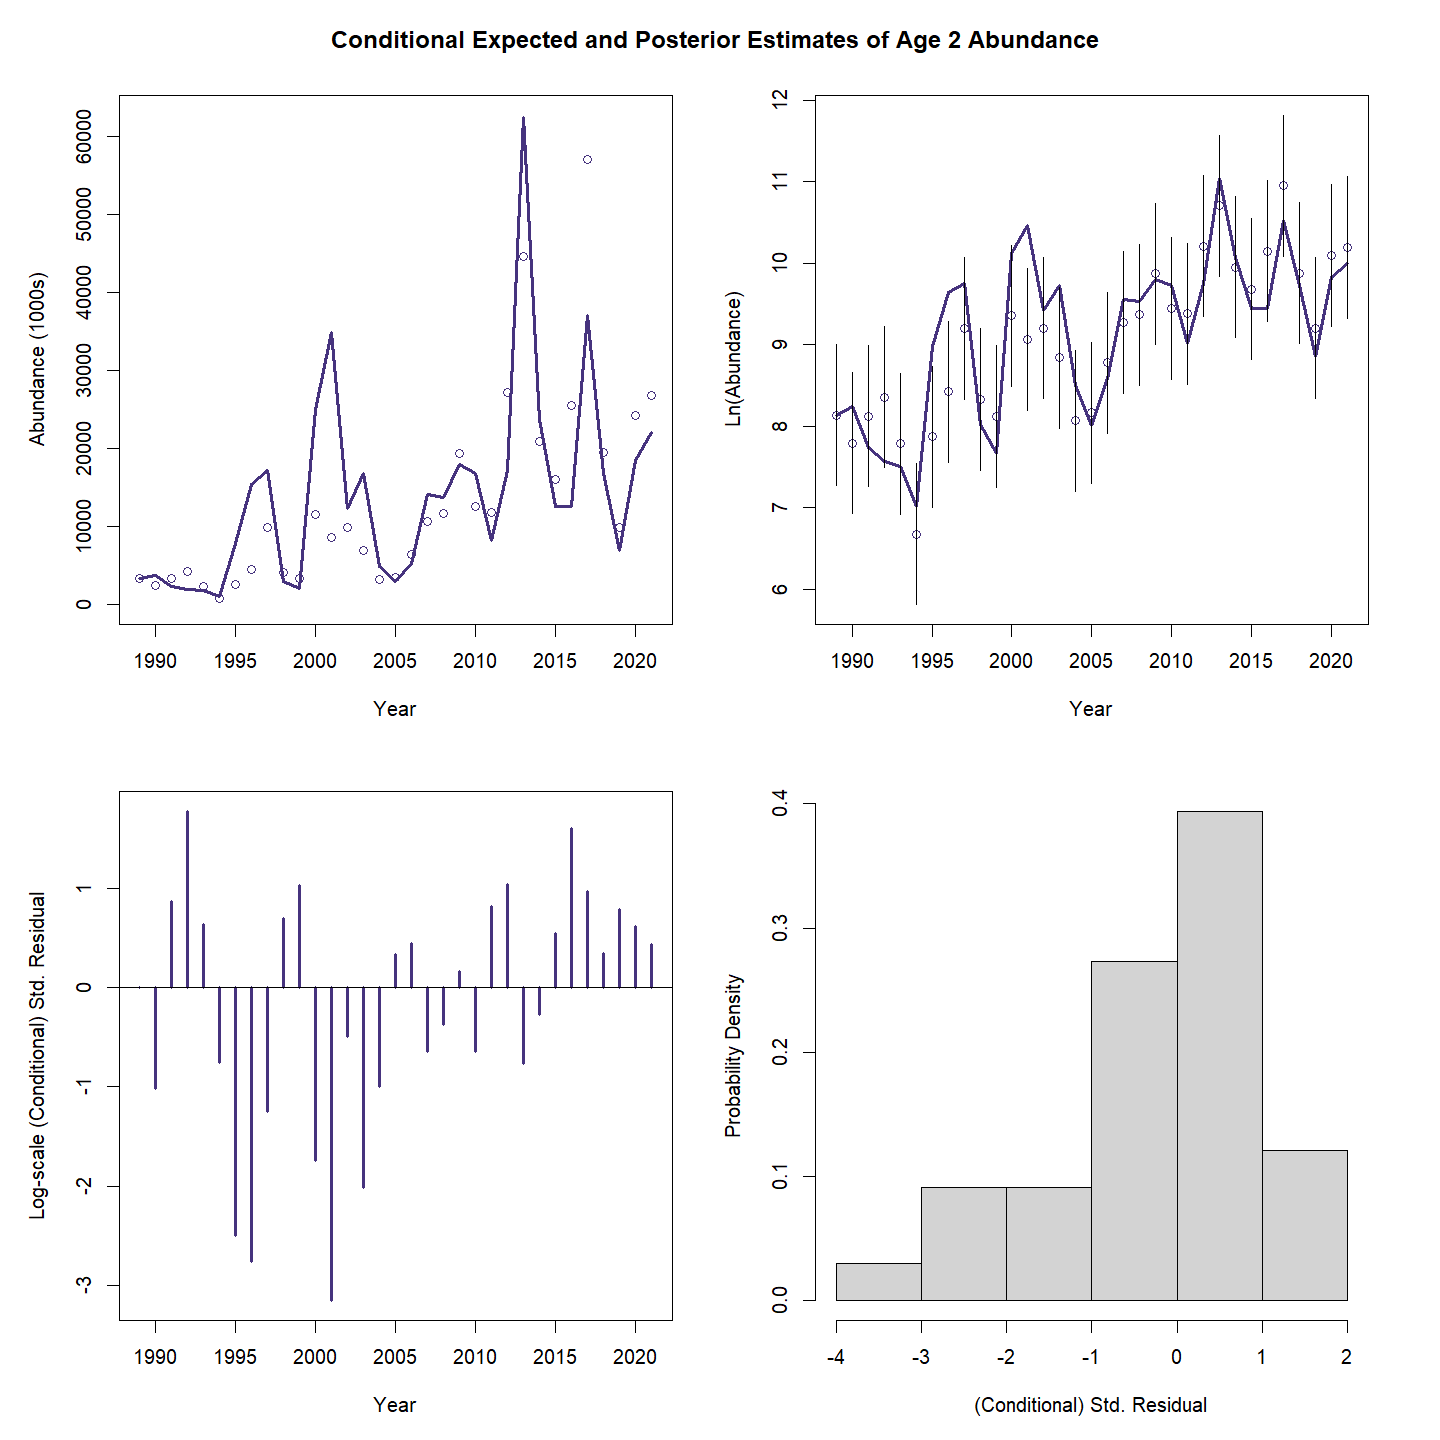 Conditional Expected and Posterior Estimates of Age 2 Abundance
Abundance (1000s)
0 10000 20000 30000 40000 50000 60000
1990 1995 2000 2005 2010 2015 2020
Year
Ln(Abundance)
6 7 8 9 10 11 12
1990 1995 2000 2005 2010 2015 2020
Year
Log-scale (Conditional) Std. Residual
-3 -2 -1 0 1
1990 1995 2000 2005 2010 2015 2020
Year
Probability Density
0.0 0.1 0.2 0.3 0.4
-4 -3 -2 -1 0 1 2
(Conditional) Std. Residual